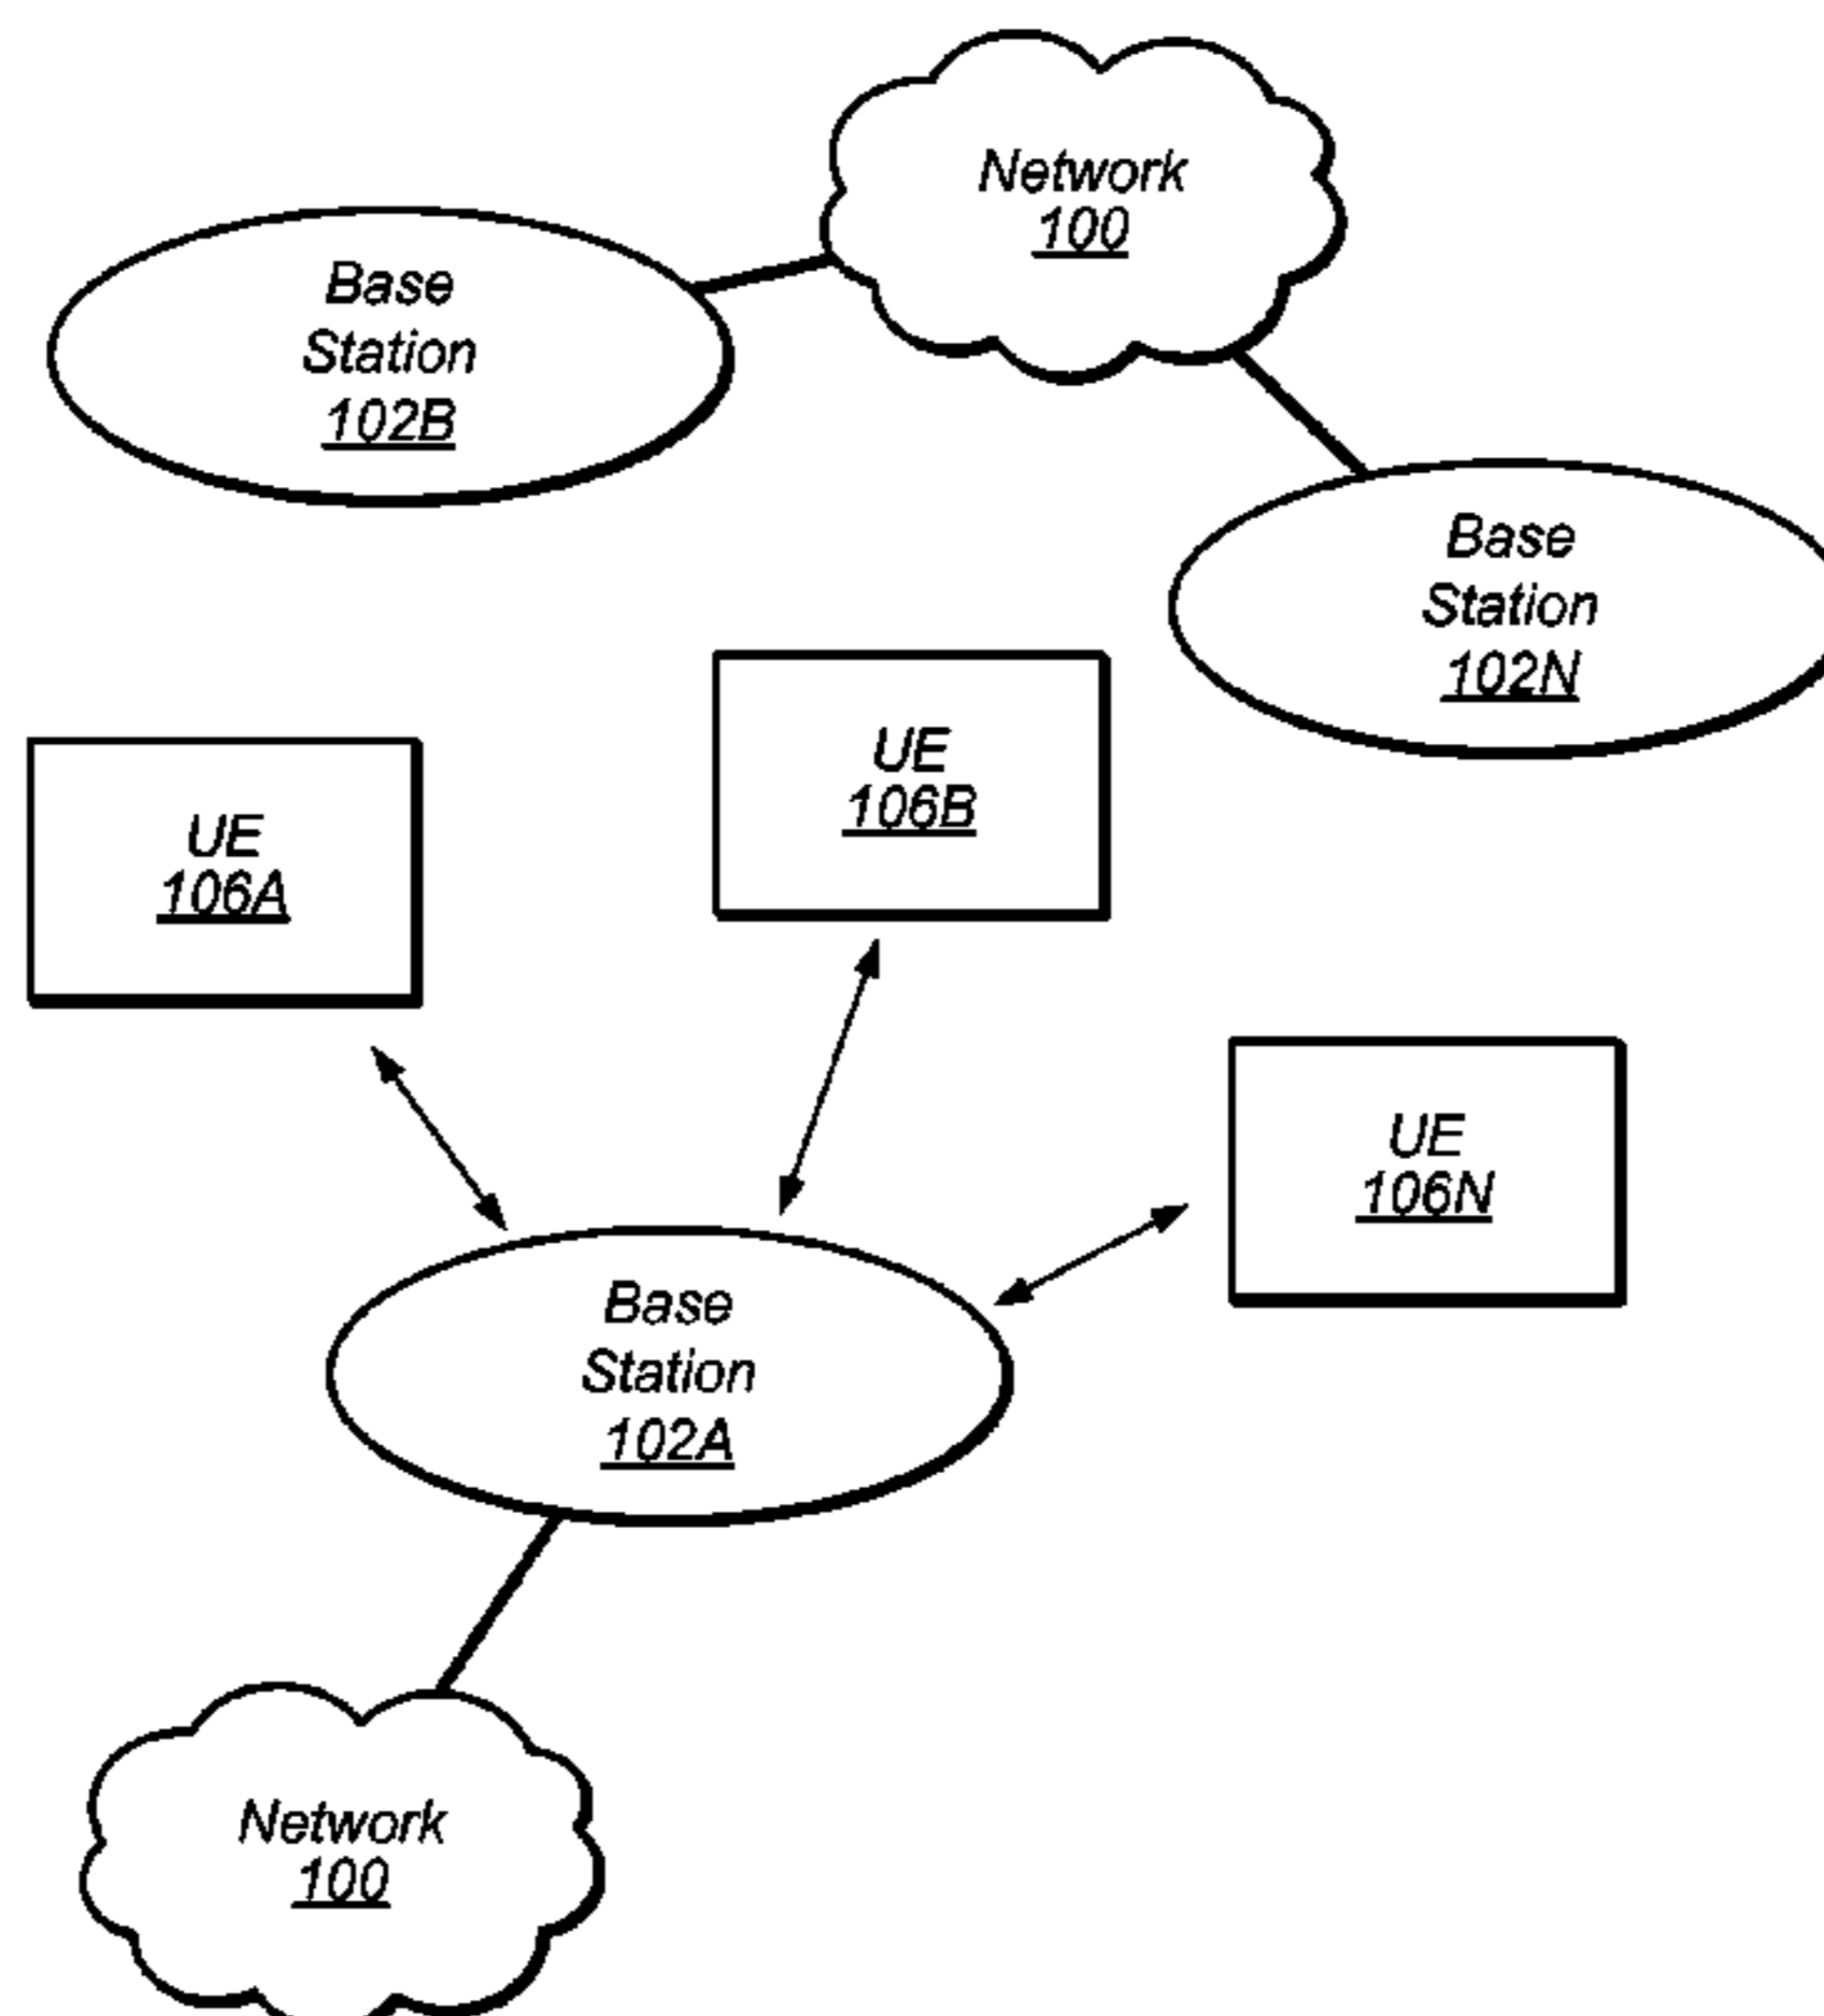 Network
100
Base
Station
102B
Base
Station
102N
UE
106B
UE
106A
UE
106N
Base
Station
102A
Network
100